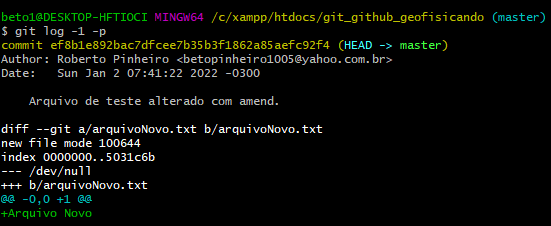 beto1@DESKTOP-HFTIOCI MINGW64 /c/xampp/htdocs/git_github_geofisicando (master)
$ git log -1 -p
commit ef8b1e892bac7dfcee7b35b3f1862a85aefc92f4 (HEAD -> master)
Author: Roberto Pinheiro <betopinheiro1005@yahoo.com.br>
Date:   Sun Jan 2 07:41:22 2022 -0300
    Arquivo de teste alterado com amend.
diff --git a/arquivoNovo.txt b/arquivoNovo.txt
new file mode 100644
index 0000000..5031c6b
--- /dev/null
+++ b/arquivoNovo.txt
@@ -0,0 +1 @@
+Arquivo Novo